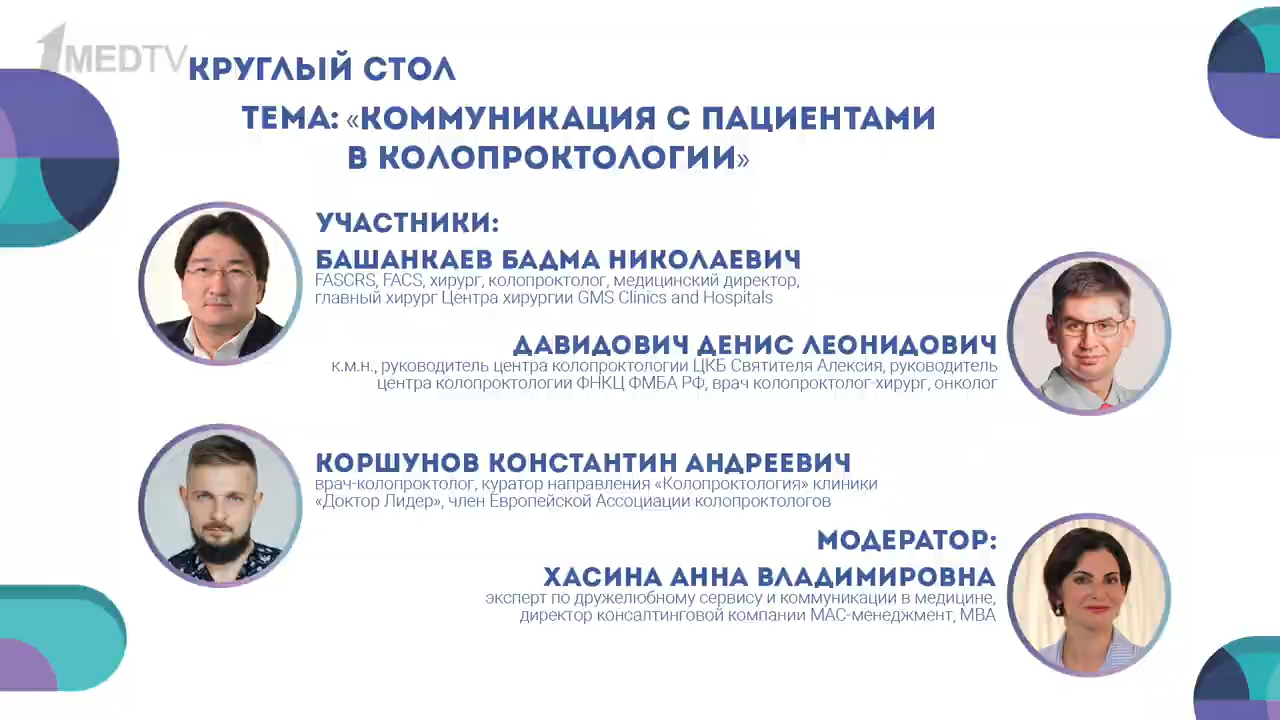 1MEDTV
КРУГЛЫЙ СТОЛ
ТЕМА: «КОММУНИКАЦИЯ С ПАЦИЕНТАМИ
В КОЛОПРОКТОЛОГИИ»
УЧАСТНИКИ:
БАШАНКАЕВ БАДМА НИКОЛАЕВИЧ
FASCRS, FACS, хирург, колопроктолог, медицинский директор,
главный хирург Центра хирургии GMS Clinics and Hospitals
ДАВИДОВИЧ ДЕНИС ЛЕОНИДОВИЧ
к.м.н., руководитель центра колопроктологии ЦКБ Святителя Алексия, руководитель
центра колопроктологии ФНКЦ ФМБА РФ, врач колопроктолог-хирург, онколог
КОРШУНОВ КОНСТАНТИН АНДРЕЕВИЧ
врач-колопроктолог, куратор направления «Колопроктология» клиники
«Доктор Лидер», член Европейской Ассоциации колопроктологов
МОДЕРАТОР:
ХАСИНА АННА ВЛАДИМИРОВНА
эксперт по дружелюбному сервису и коммуникации в медицине,
директор консалтинговой компании МАС-менеджмент, МВА